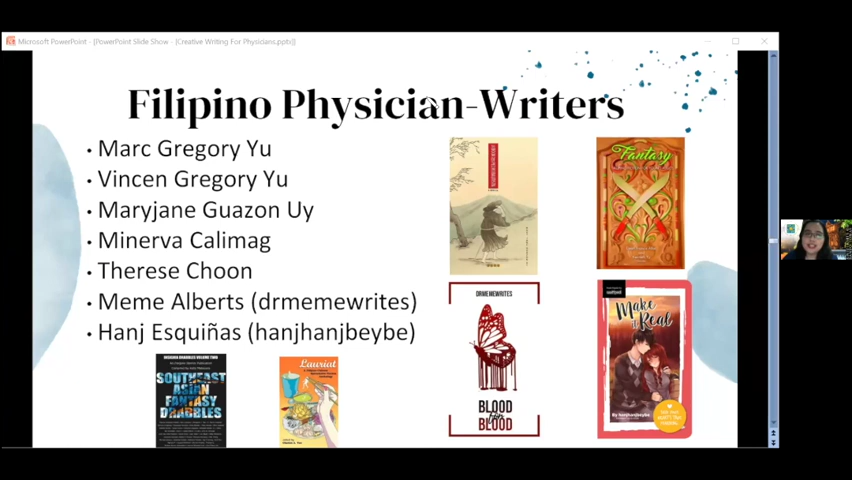 Microsoft PowerPoint - [PowerPoint Slide Show - [Creative Writing For Physicians.pptx]]
Filipino Physician-Writers
• Marc Gregory Yu
• Vincen Gregory Yu
• Maryjane Guazon Uy
• Minerva Calimag
• Therese Choon
• Meme Alberts (drmemewrites)
• Hanj Esquiñas (hanjhanjbeybe)
Fantasy
DRMEMEWRITES
BLOOD
BLOOD
Make
It Real
by hanjhanjbeybe
SOUTHEAST
ASIAN
FANTASY
DRABBLES
Lauriat